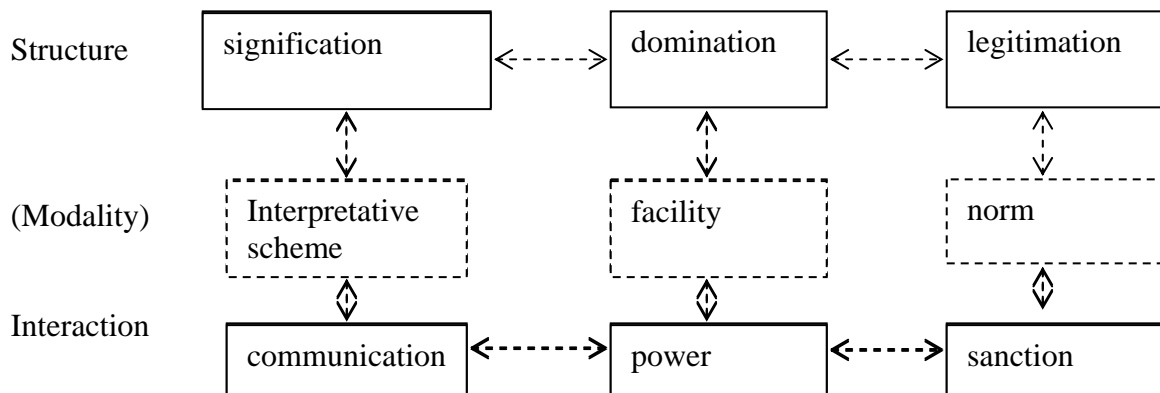 Structure
signification
domination
legitimation
(Modality)
Interpretative
scheme
facility
norm
Interaction
communication
power
sanction